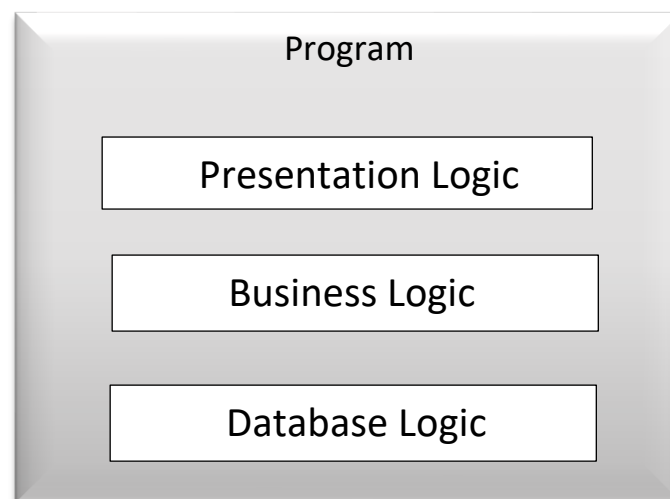 Program
Presentation Logic
Business Logic
Database Logic